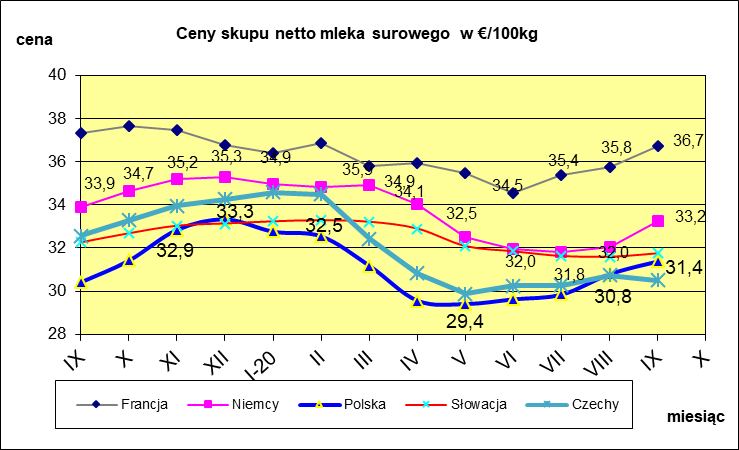 Ceny skupu netto mleka surowego w €/100kg
cena
40
38
36
34
32
30
28
33,9
34,7
35,2
35,3
34,9
35,9
34,9
34,1
32,5
34,5
32,0
35,4
31,8
35,8
32,0
36,7
33,2
32,9
33,3
32,5
29,4
30,8
31,4
IX
X
XI
XII
I-20
II
III
IV
V
VI
VII
VIII
IX
X
Francja
Niemcy
Polska
Słowacja
Czechy
miesiąc